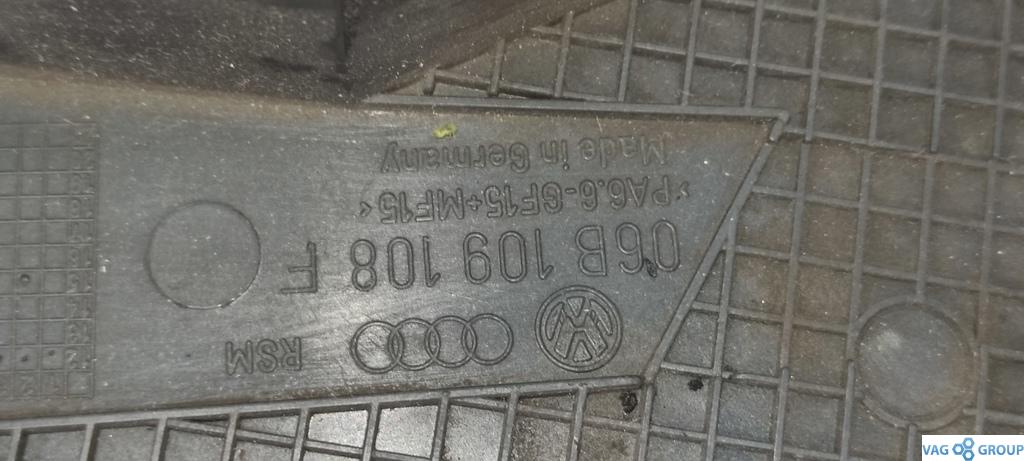 Made in Germany
>PA6.6-GF15+MF15<
06B 109 108 F
RSM
VAG GROUP